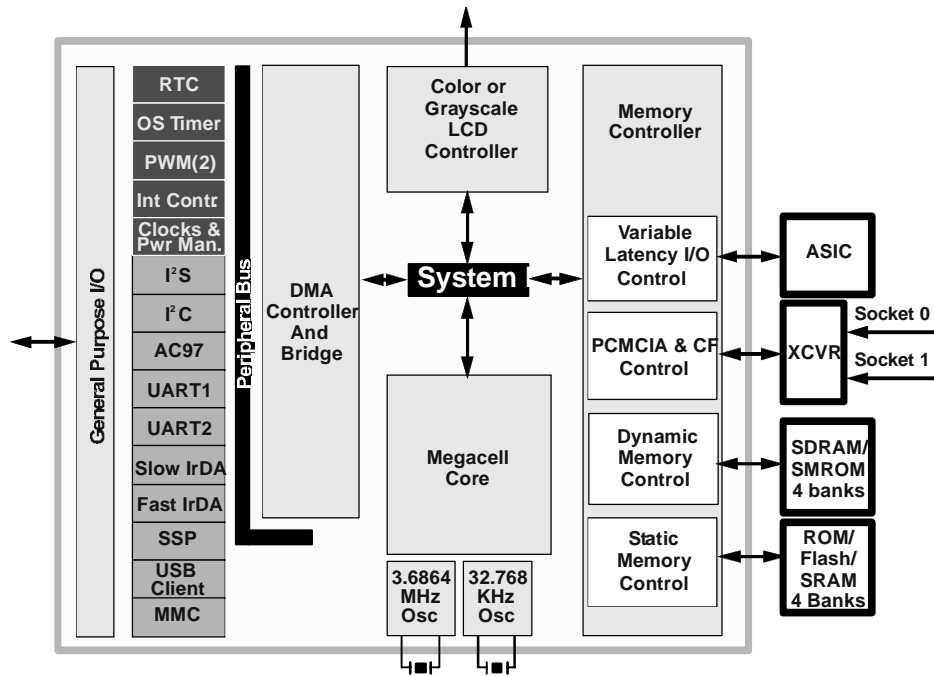 General Purpose I/O
RTC
OS Timer
PWM(2)
Int Contr.
Clocks &
Pwr Man.
I²S
I²C
AC97
UART1
UART2
Slow IrDA
Fast IrDA
SSP
USB
Client
MMC
Peripheral Bus
DMA
Controller
And
Bridge
Color or
Grayscale
LCD
Controller
System
Megacell
Core
3.6864
MHz
Osc
32.768
KHz
Osc
Memory
Controller
Variable
Latency I/O
Control
PCMCIA & CF
Control
Dynamic
Memory
Control
Static
Memory
Control
ASIC
XCVR
Socket 0
Socket 1
SDRAM/
SMROM
4 banks
ROM/
Flash/
SRAM
4 Banks